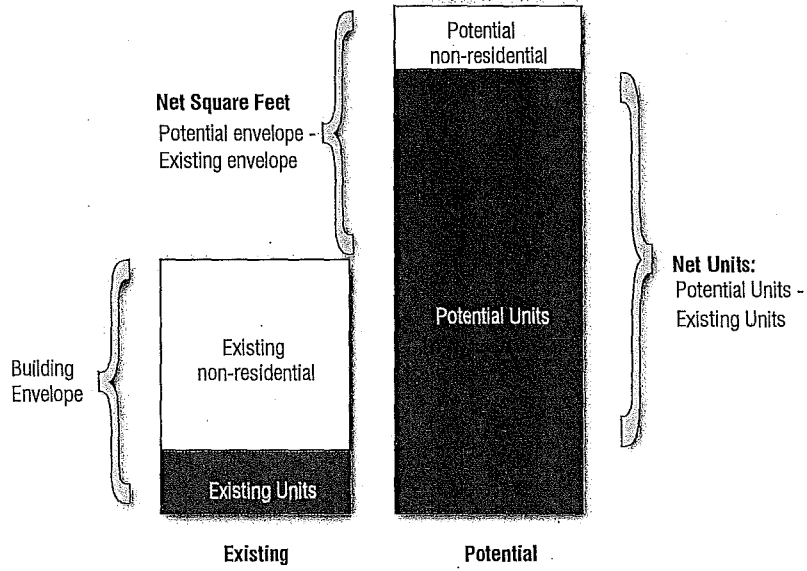 Potential
non-residential
Net Square Feet
Potential envelope -
Existing envelope
Net Units:
Potential Units -
Existing Units
Potential Units
Existing
non-residential
Building
Envelope
Existing Units
Existing
Potential